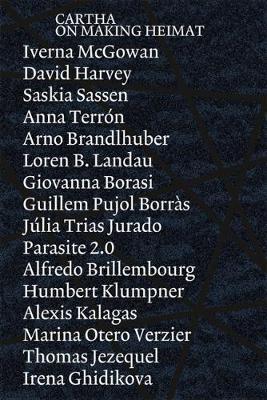 CARTHA
ON MAKING HEIMAT
Iverna McGowan
David Harvey
Saskia Sassen
Anna Terrón
Arno Brandlhuber
Loren B. Landau
Giovanna Borasi
Guillem Pujol Borràs
Júlia Trias Jurado
Parasite 2.0
Alfredo Brillembourg
Humbert Klumpner
Alexis Kalagas
Marina Otero Verzier
Thomas Jezequel
Irena Ghidikova